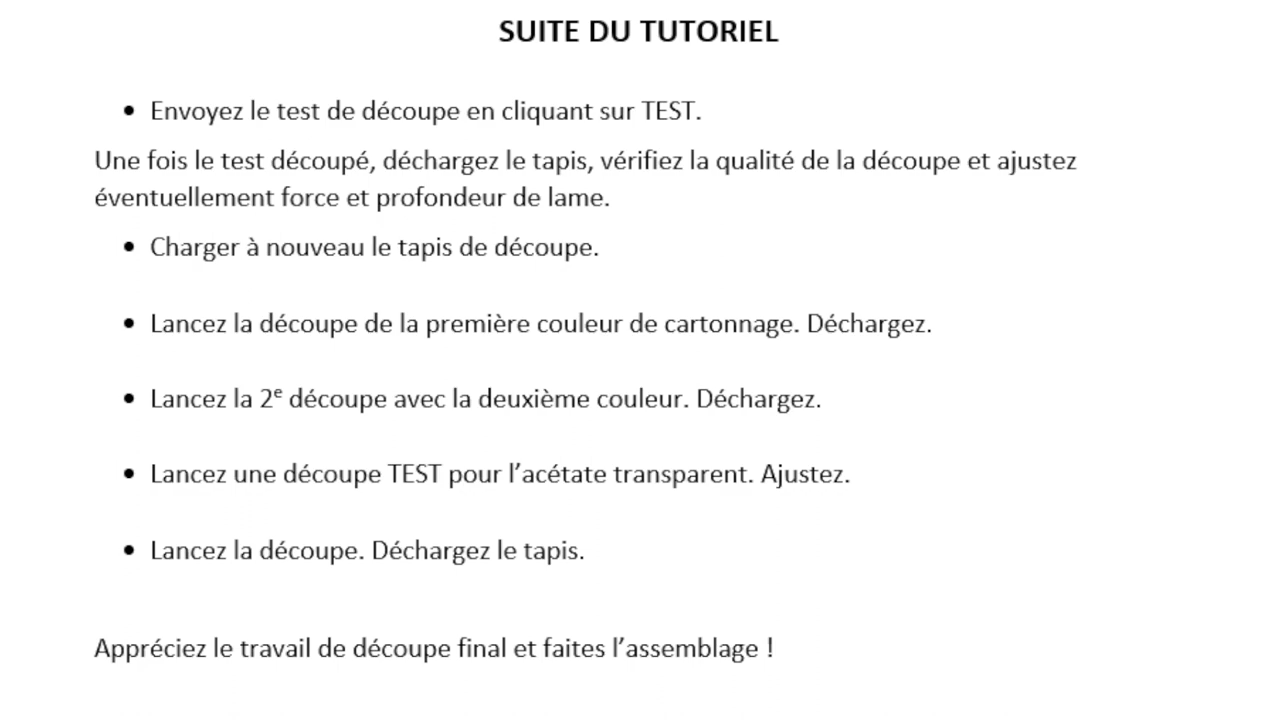 SUITE DU TUTORIEL
• Envoyez le test de découpe en cliquant sur TEST.
Une fois le test découpé, déchargez le tapis, vérifiez la qualité de la découpe et ajustez
éventuellement force et profondeur de lame.
• Charger à nouveau le tapis de découpe.
• Lancez la découpe de la première couleur de cartonnage. Déchargez.
• Lancez la 2ᵉ découpe avec la deuxième couleur. Déchargez.
• Lancez une découpe TEST pour l’acétate transparent. Ajustez.
• Lancez la découpe. Déchargez le tapis.
Appréciez le travail de découpe final et faites l’assemblage !